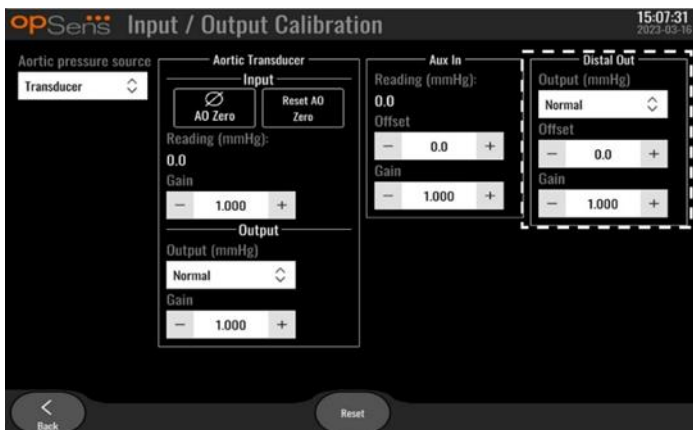 opSens Input / Output Calibration
15:07:31
2023-03-16
Aortic pressure source
Transducer
Aortic Transducer
Input
AO Zero
Reset AO
Zero
Reading (mmHg):
0.0
Gain
− 1.000 +
Output
Output (mmHg)
Normal
Gain
− 1.000 +
Aux In
Reading (mmHg):
0.0
Offset
− 0.0 +
Gain
− 1.000 +
Distal Out
Output (mmHg)
Normal
Offset
− 0.0 +
Gain
− 1.000 +
Back
Reset